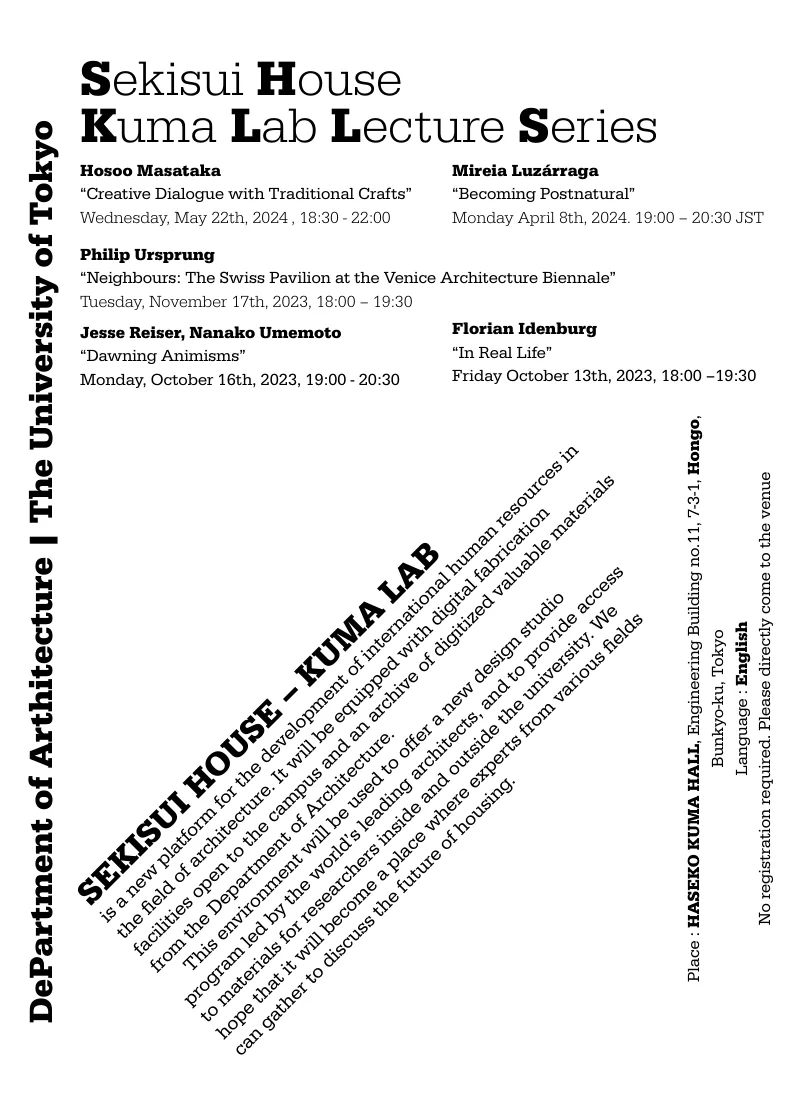 Sekisui House
Kuma Lab Lecture Series
Hosoo Masataka
“Creative Dialogue with Traditional Crafts”
Wednesday, May 22th, 2024 , 18:30 - 22:00
Mireia Luzárraga
“Becoming Postnatural”
Monday April 8th, 2024. 19:00 – 20:30 JST
Philip Ursprung
“Neighbours: The Swiss Pavilion at the Venice Architecture Biennale”
Tuesday, November 17th, 2023, 18:00 – 19:30
Jesse Reiser, Nanako Umemoto
“Dawning Animisms”
Monday, October 16th, 2023, 19:00 - 20:30
Florian Idenburg
“In Real Life”
Friday October 13th, 2023, 18:00 –19:30
DePartment of Arthitecture | The University of Tokyo
SEKISUI HOUSE – KUMA LAB
is a new platform for the development of international human resources in
the field of architecture. It will be equipped with digital fabrication
facilities open to the campus and an archive of digitized valuable materials
from the Department of Architecture.
This environment will be used to offer a new design studio
program led by the world's leading architects, and to provide access
to materials for researchers inside and outside the university. We
hope that it will become a place where experts from various fields
can gather to discuss the future of housing.
Place : HASEKO KUMA HALL, Engineering Building no.11, 7-3-1, Hongo,
Bunkyo-ku, Tokyo
Language : English
No registration required. Please directly come to the venue